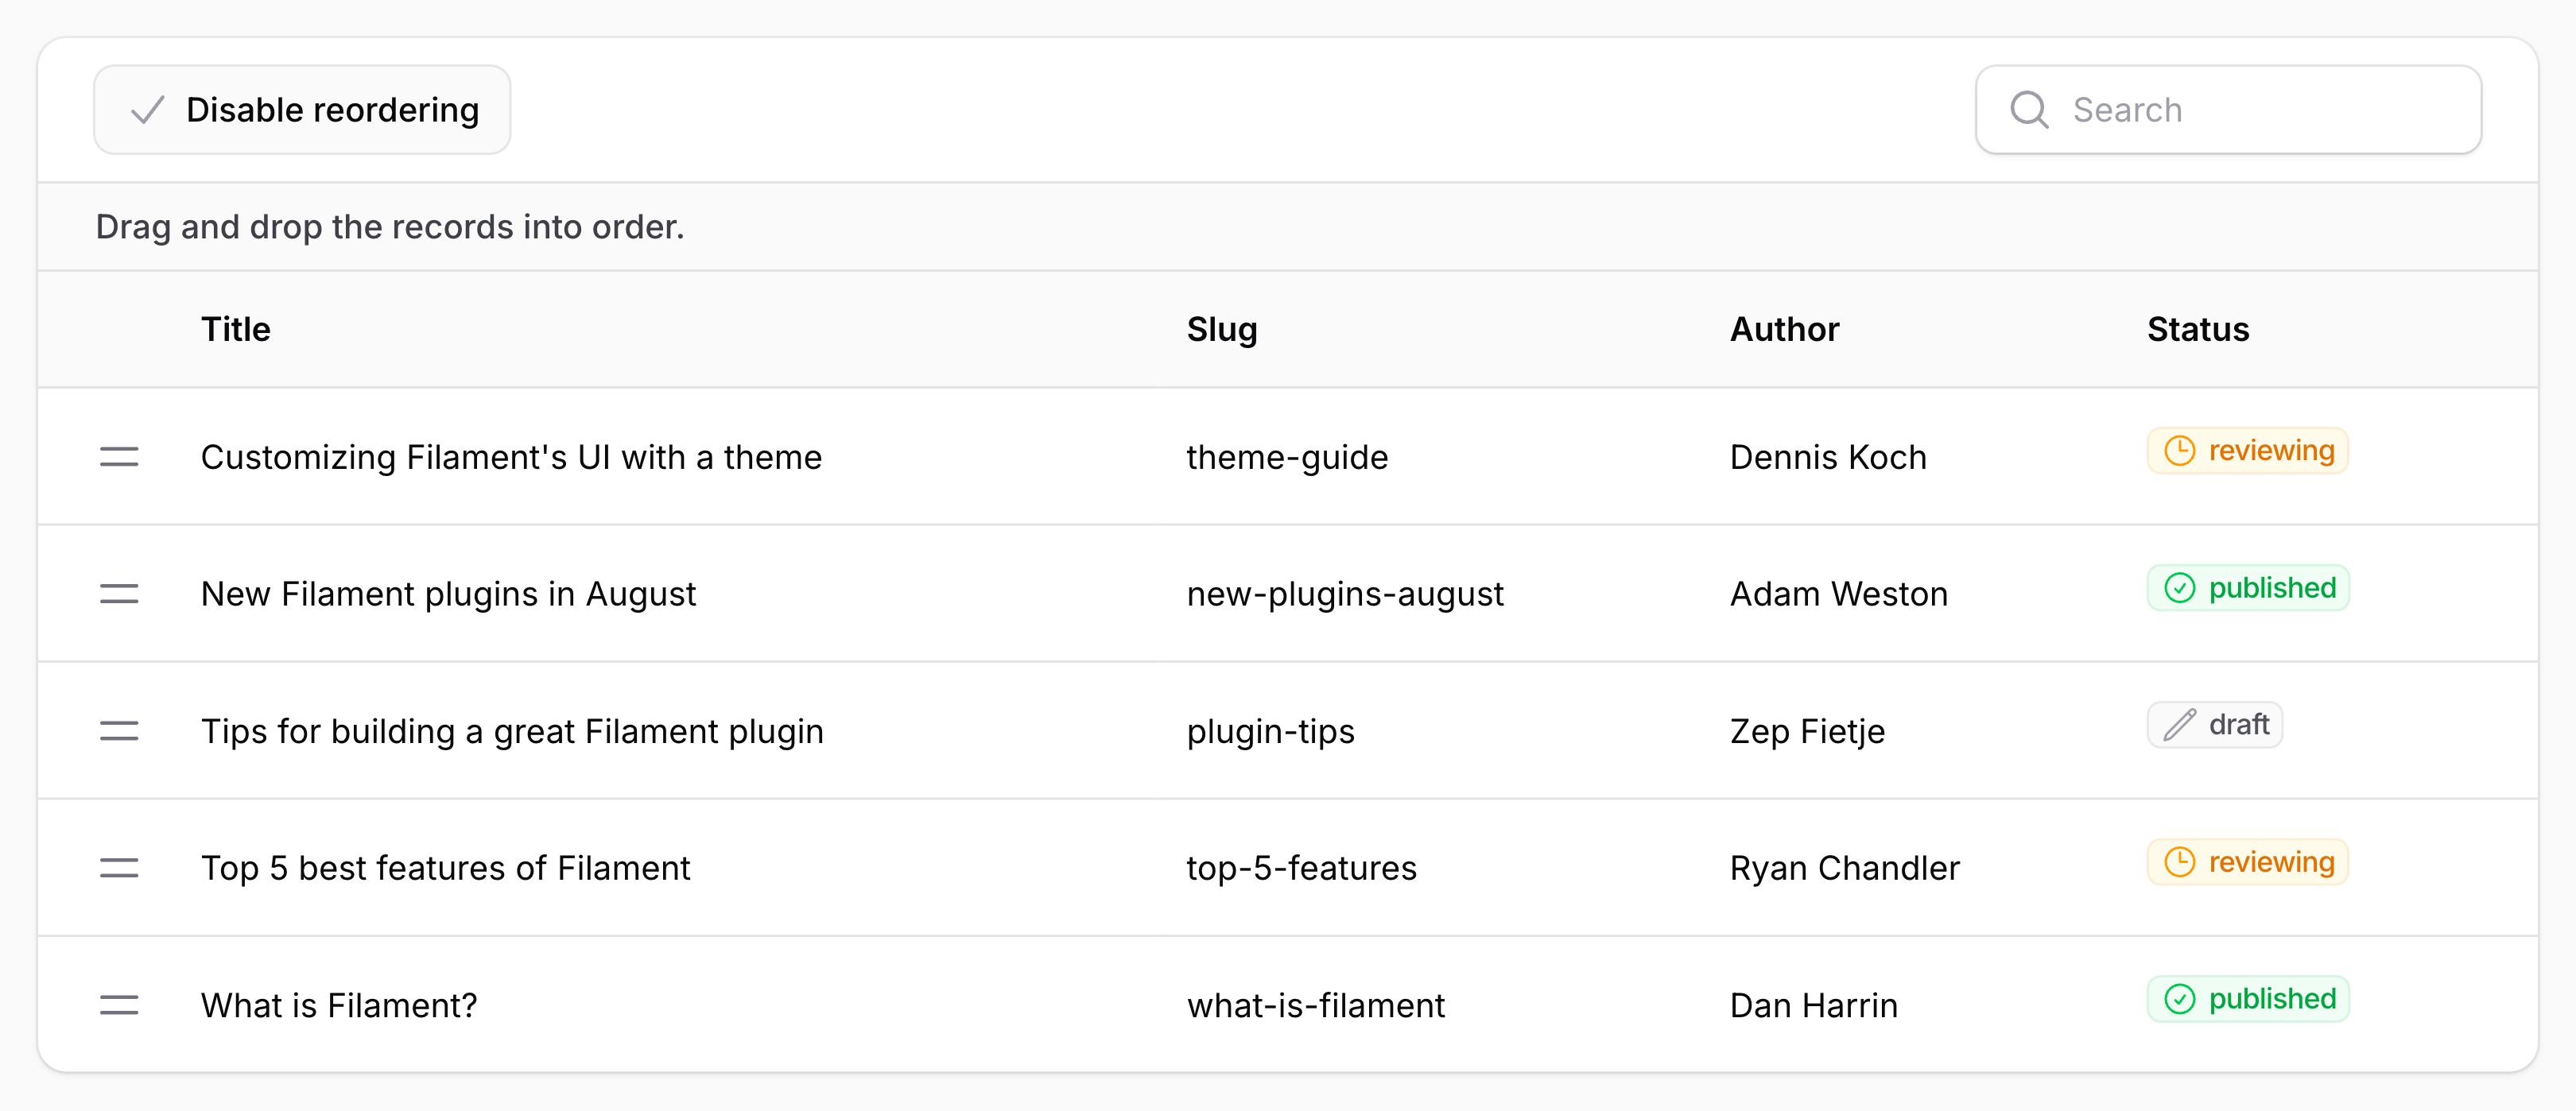 Disable reordering
Search
Drag and drop the records into order.
Title Slug Author Status
Customizing Filament's UI with a theme theme-guide Dennis Koch reviewing
New Filament plugins in August new-plugins-august Adam Weston published
Tips for building a great Filament plugin plugin-tips Zep Fietje draft
Top 5 best features of Filament top-5-features Ryan Chandler reviewing
What is Filament? what-is-filament Dan Harrin published